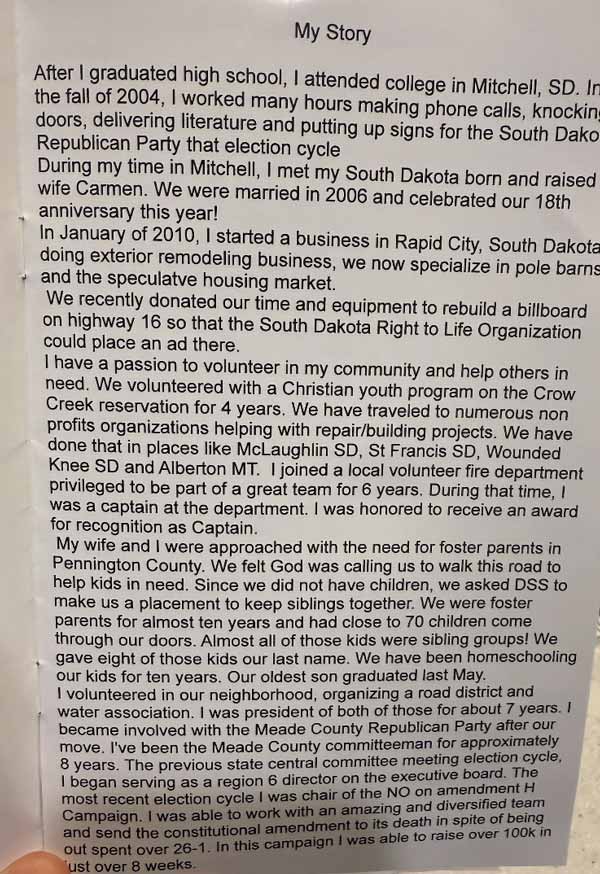 My Story
After I graduated high school, I attended college in Mitchell, SD. In
the fall of 2004, I worked many hours making phone calls, knocking
doors, delivering literature and putting up signs for the South Dako
Republican Party that election cycle
During my time in Mitchell, I met my South Dakota born and raised
wife Carmen. We were married in 2006 and celebrated our 18th
anniversary this year!
In January of 2010, I started a business in Rapid City, South Dakota
doing exterior remodeling business, we now specialize in pole barns
and the speculatve housing market.
We recently donated our time and equipment to rebuild a billboard
on highway 16 so that the South Dakota Right to Life Organization
could place an ad there.
I have a passion to volunteer in my community and help others in
need. We volunteered with a Christian youth program on the Crow
Creek reservation for 4 years. We have traveled to numerous non
profits organizations helping with repair/building projects. We have
done that in places like McLaughlin SD, St Francis SD, Wounded
Knee SD and Alberton MT. I joined a local volunteer fire department
privileged to be part of a great team for 6 years. During that time, I
was a captain at the department. I was honored to receive an award
for recognition as Captain.
My wife and I were approached with the need for foster parents in
Pennington County. We felt God was calling us to walk this road to
help kids in need. Since we did not have children, we asked DSS to
make us a placement to keep siblings together. We were foster
parents for almost ten years and had close to 70 children come
through our doors. Almost all of those kids were sibling groups! We
gave eight of those kids our last name. We have been homeschooling
our kids for ten years. Our oldest son graduated last May.
I volunteered in our neighborhood, organizing a road district and
water association. I was president of both of those for about 7 years. I
became involved with the Meade County Republican Party after our
move. I've been the Meade County committeeman for approximately
8 years. The previous state central committee meeting election cycle,
I began serving as a region 6 director on the executive board. The
most recent election cycle I was chair of the NO on amendment H
Campaign. I was able to work with an amazing and diversified team
and send the constitutional amendment to its death in spite of being
out spent over 26-1. In this campaign I was able to raise over 100k in
just over 8 weeks.